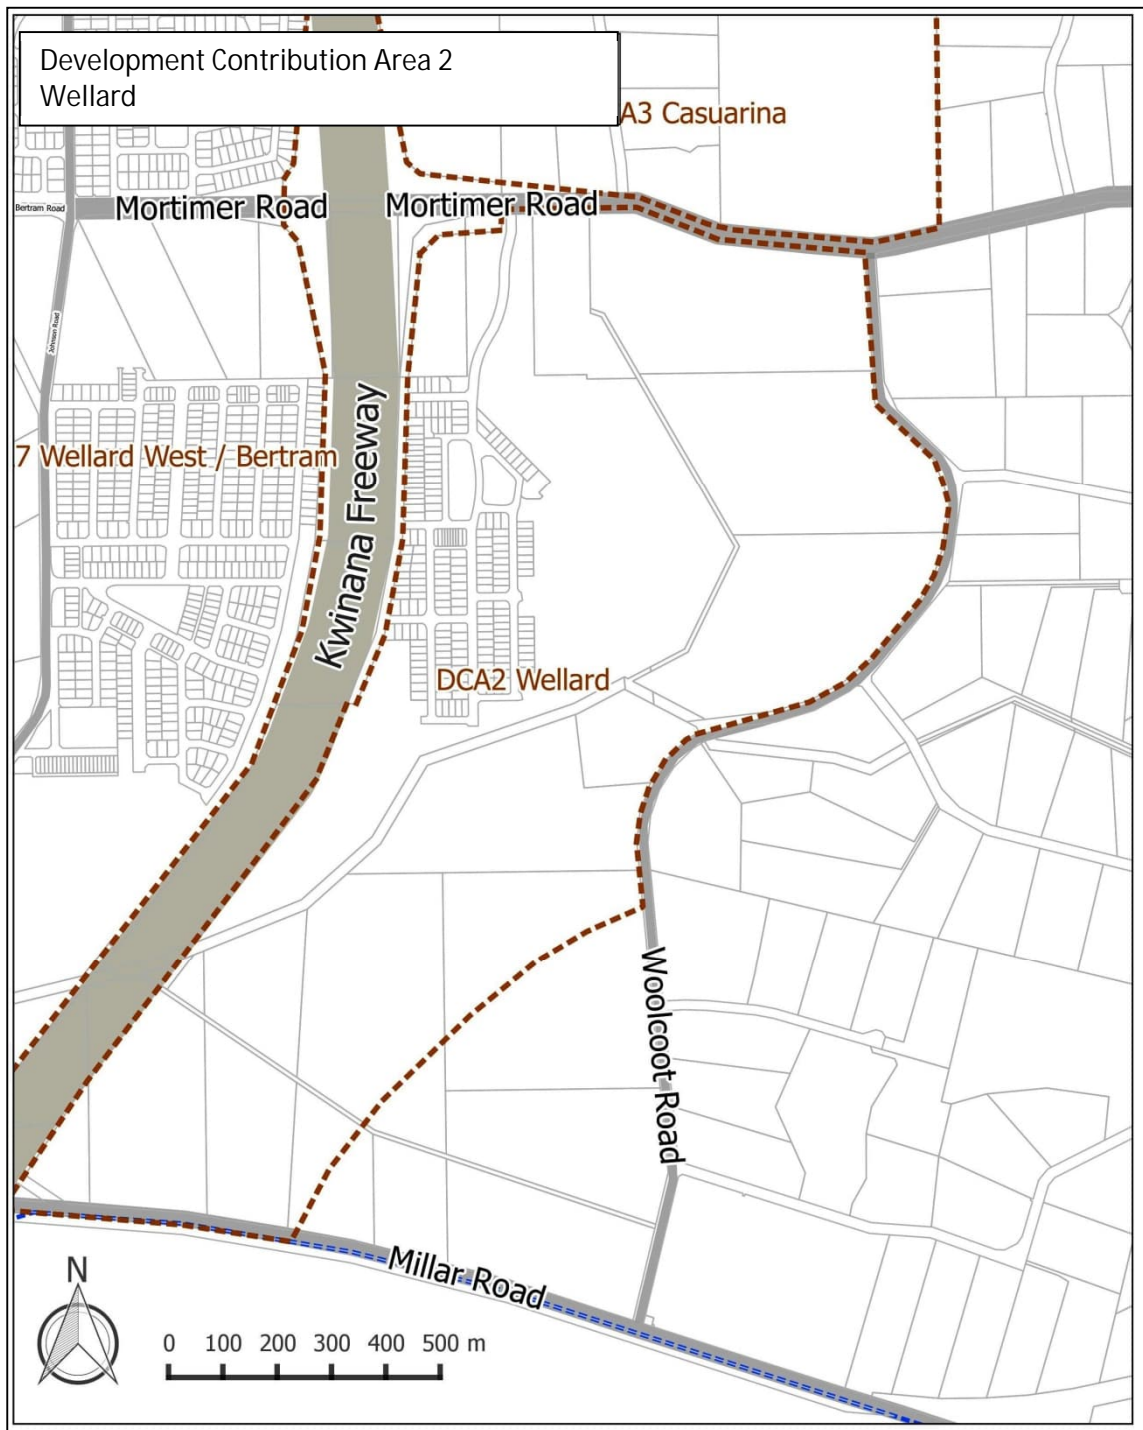 Development Contribution Area 2
Wellard
A3 Casuarina
Bertram Road
Mortimer Road
Mortimer Road
Johnson Road
7 Wellard West / Bertram
Kwinana Freeway
DCA2 Wellard
Woolcoot Road
Millar Road
N
0 100 200 300 400 500 m